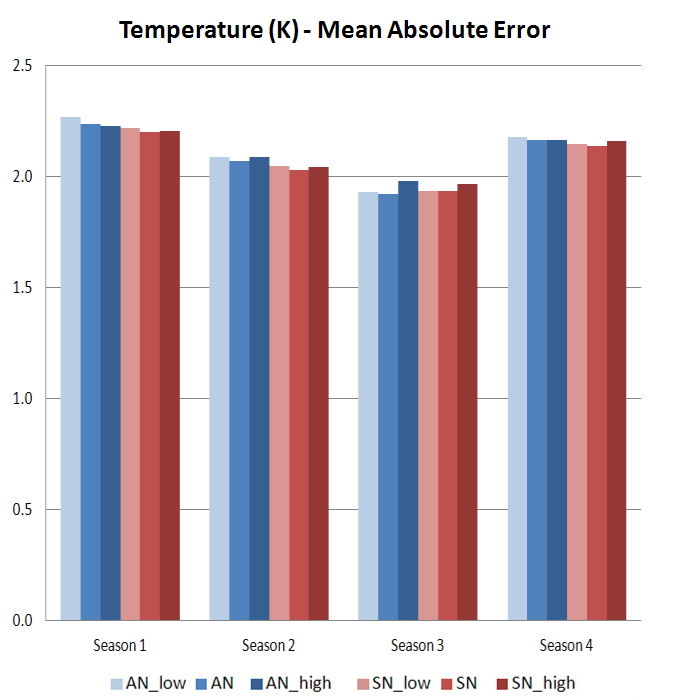 Temperature (K) - Mean Absolute Error
2.5
2.0
1.5
1.0
0.5
0.0
Season 1 Season 2 Season 3 Season 4
AN_low AN AN_high SN_low SN SN_high